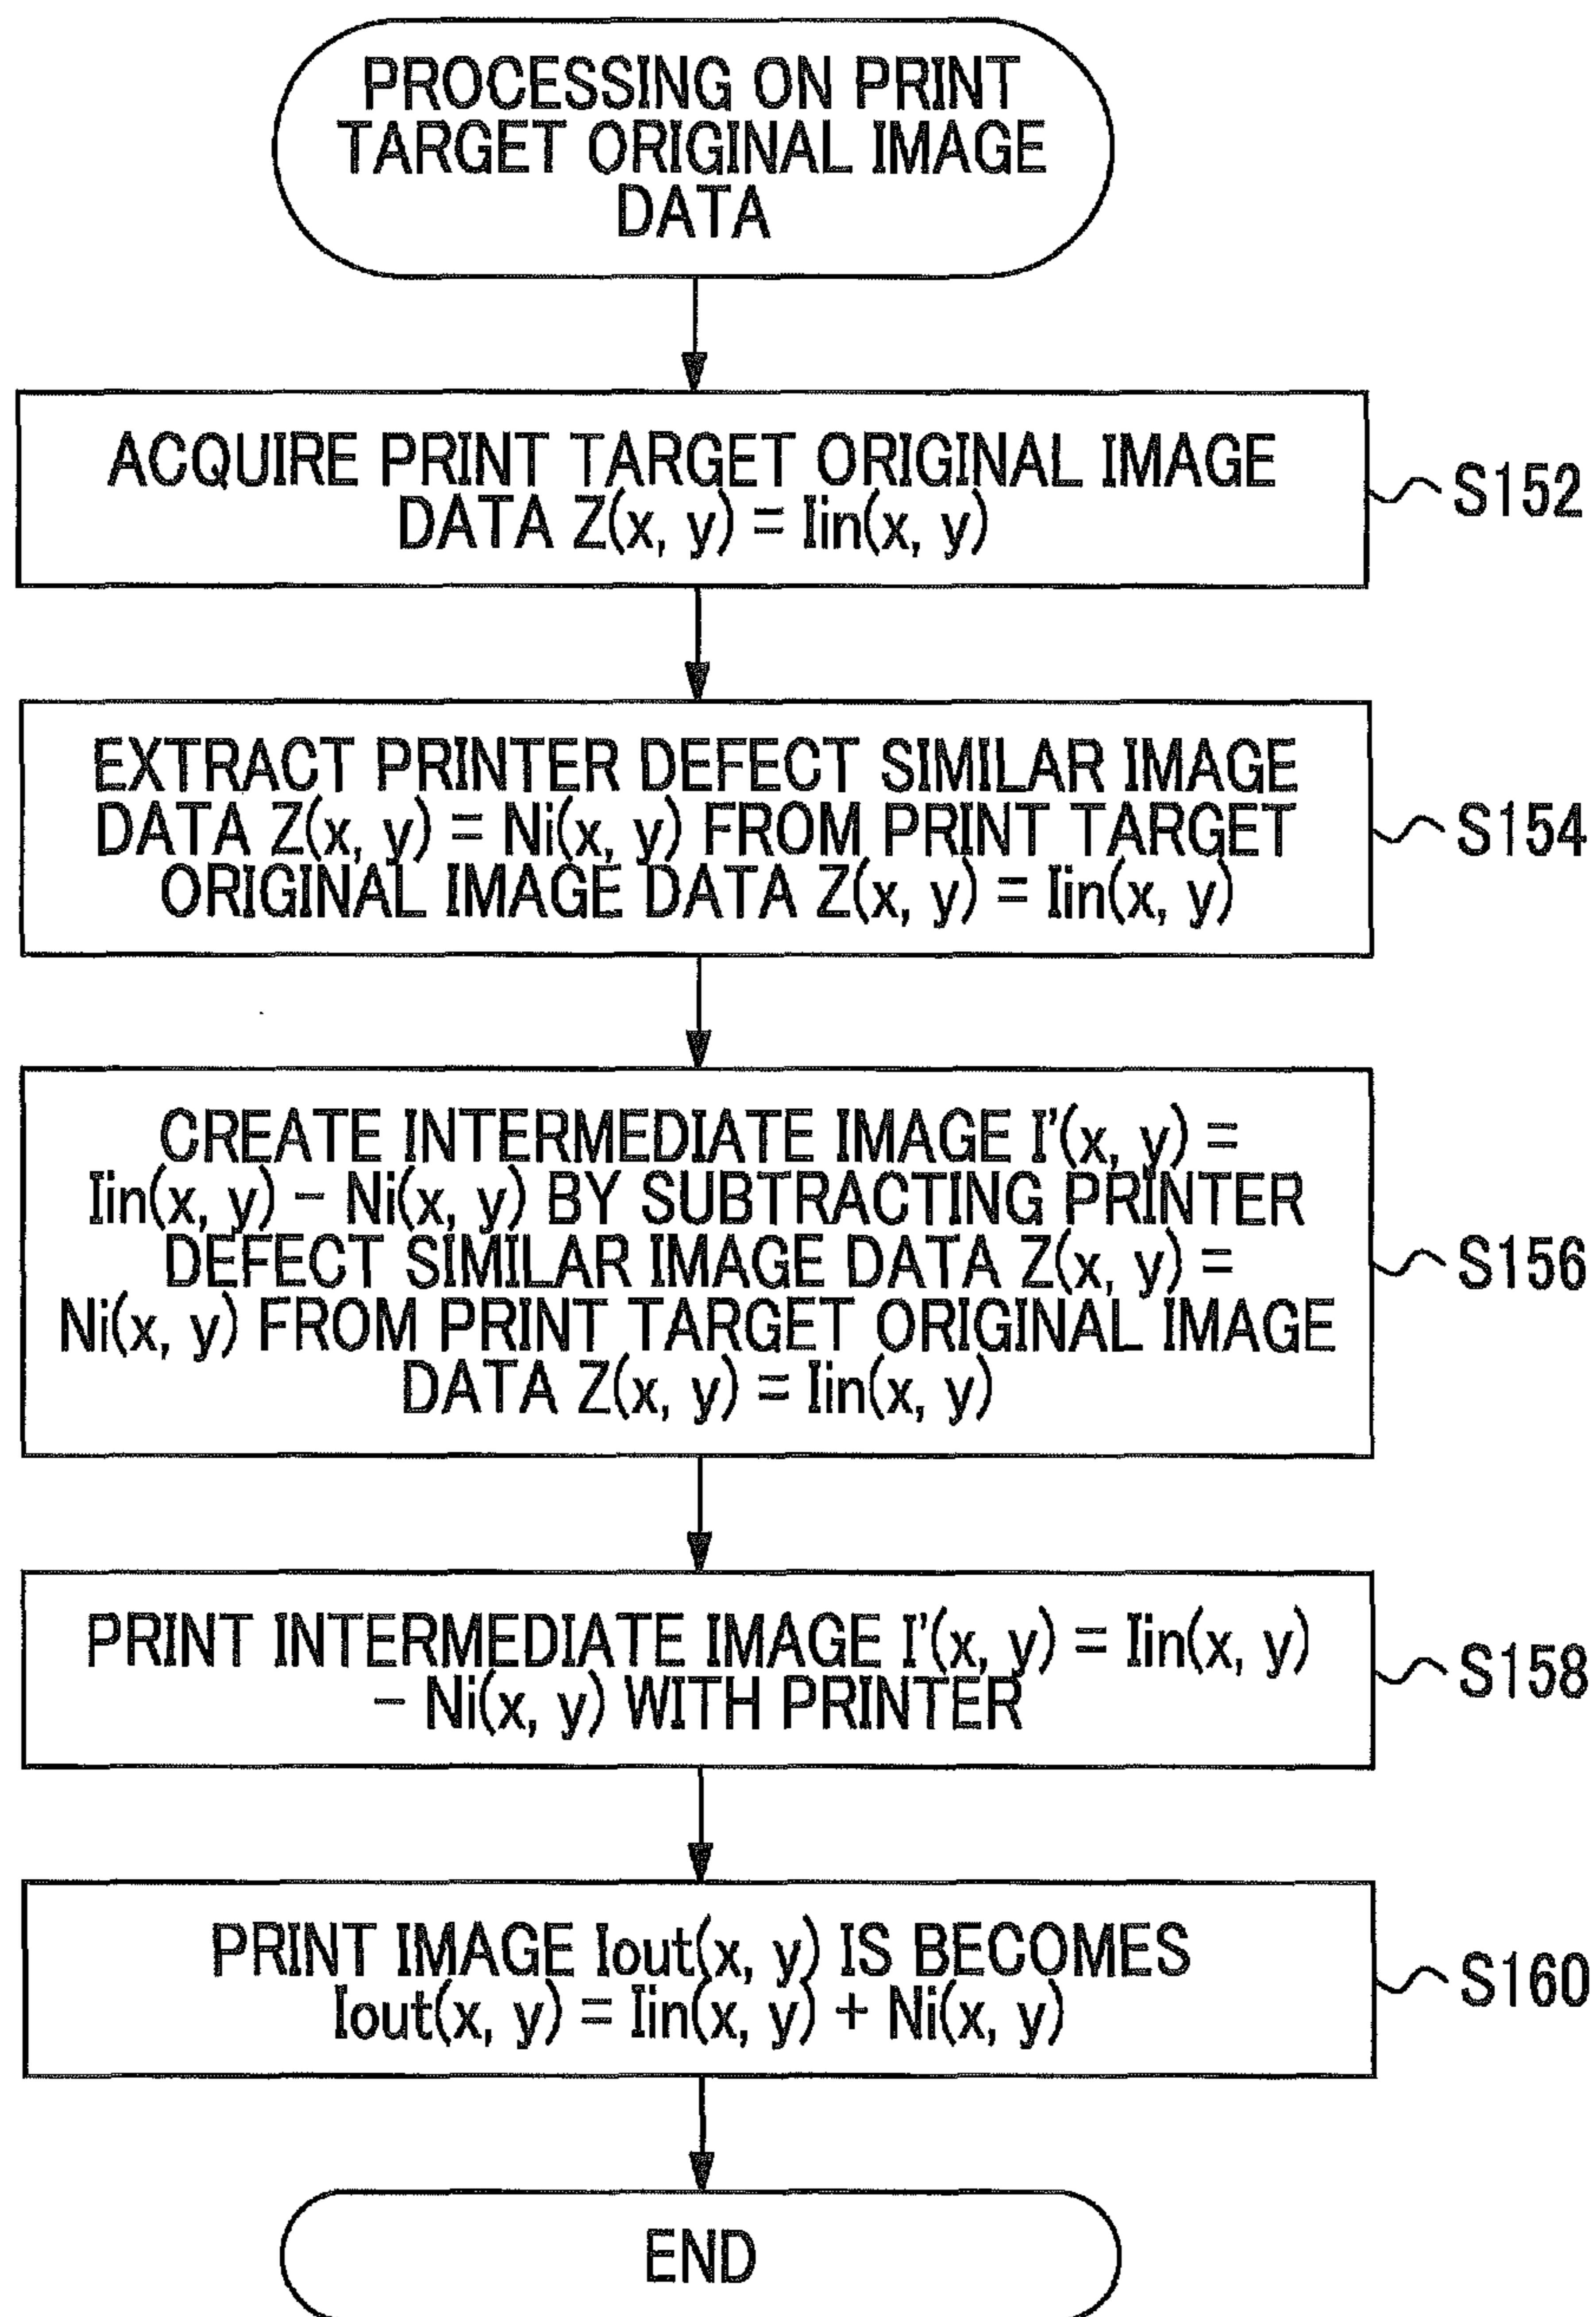 PROCESSING ON PRINT
TARGET ORIGINAL IMAGE
DATA
ACQUIRE PRINT TARGET ORIGINAL IMAGE
DATA Z(x, y) = Iin(x, y)
S152
EXTRACT PRINTER DEFECT SIMILAR IMAGE
DATA Z(x, y) = Ni(x, y) FROM PRINT TARGET
ORIGINAL IMAGE DATA Z(x, y) = Iin(x, y)
S154
CREATE INTERMEDIATE IMAGE I'(x, y) =
Iin(x, y) − Ni(x, y) BY SUBTRACTING PRINTER
DEFECT SIMILAR IMAGE DATA Z(x, y) =
Ni(x, y) FROM PRINT TARGET ORIGINAL IMAGE
DATA Z(x, y) = Iin(x, y)
S156
PRINT INTERMEDIATE IMAGE I'(x, y) = Iin(x, y)
− Ni(x, y) WITH PRINTER
S158
PRINT IMAGE Iout(x, y) IS BECOMES
Iout(x, y) = Iin(x, y) + Ni(x, y)
S160
END